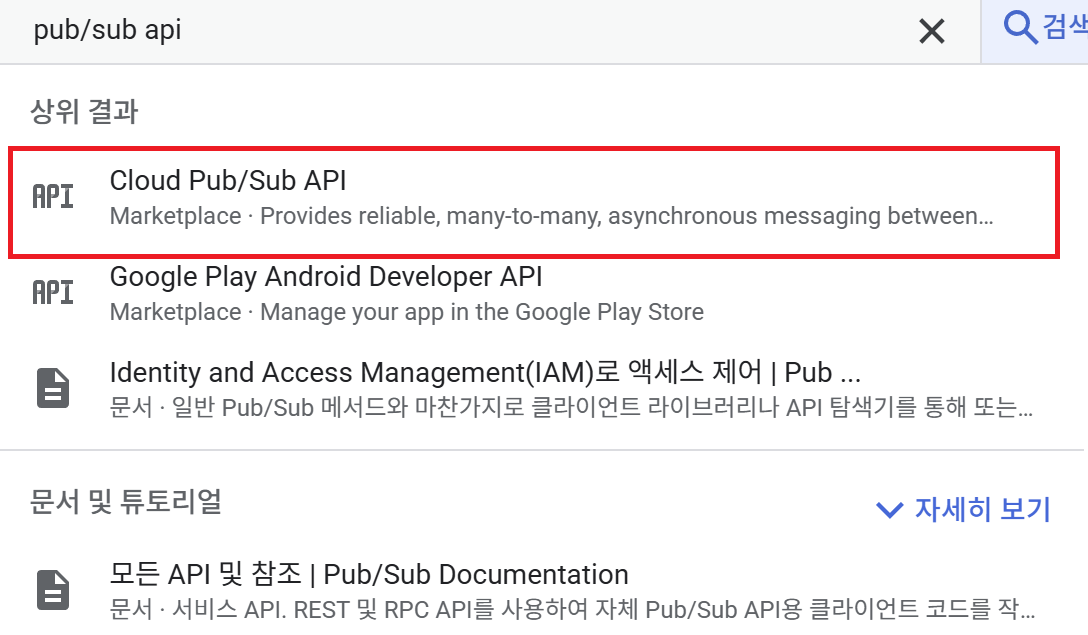 pub/sub api
검색
상위 결과
API
Cloud Pub/Sub API
Marketplace · Provides reliable, many-to-many, asynchronous messaging between...
API
Google Play Android Developer API
Marketplace · Manage your app in the Google Play Store
Identity and Access Management(IAM)로 액세스 제어 | Pub ...
문서 · 일반 Pub/Sub 메서드와 마찬가지로 클라이언트 라이브러리나 API 탐색기를 통해 또는...
문서 및 튜토리얼
자세히 보기
모든 API 및 참조 | Pub/Sub Documentation
문서 · 서비스 API. REST 및 RPC API를 사용하여 자체 Pub/Sub API용 클라이언트 코드를 작...